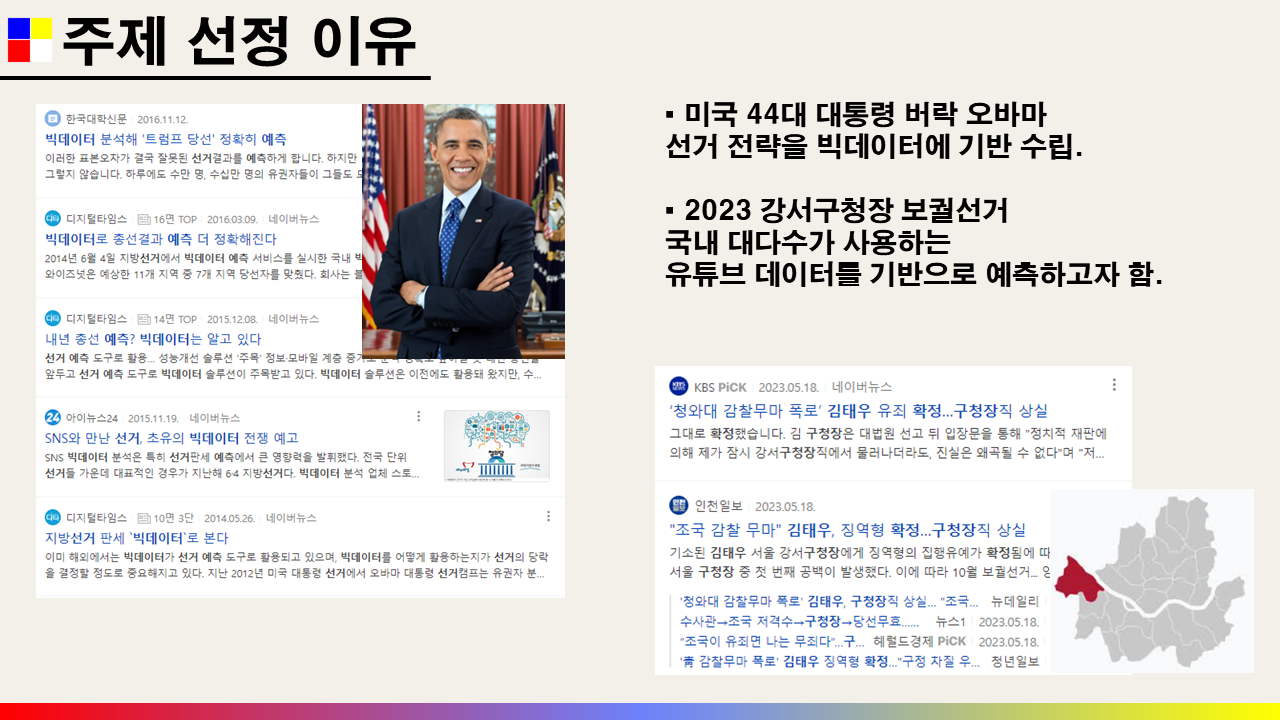 주제 선정 이유
한국대학신문 2016.11.12.
빅데이터 분석해 '트럼프 당선' 정확히 예측
이러한 표본오차가 결국 잘못된 선거결과를 예측하게 합니다. 하지만
그렇지 않습니다. 하루에도 수만 명, 수십만 명의 유권자들이 그들도 모
디지털타임스 16면 TOP 2016.03.09. 네이버뉴스
빅데이터로 총선결과 예측 더 정확해진다
2014년 6월 4일 지방선거에서 빅데이터 예측 서비스를 실시한 국내
와이즈넛은 예상한 11개 지역 중 7개 지역 당선자를 맞췄다. 회사는
디지털타임스 14면 TOP 2015.12.08. 네이버뉴스
내년 총선 예측? 빅데이터는 알고 있다
선거 예측 도구로 활용... 성능개선 솔루션 '주목' 정보·모바일 계층
앞두고 선거 예측 도구로 빅데이터 솔루션이 주목받고 있다. 빅데이터 솔루션은 이전에도 활용돼 왔지만, 수...
아이뉴스24 2015.11.19. 네이버뉴스
SNS와 만난 선거, 초유의 빅데이터 전쟁 예고
SNS 빅데이터 분석은 특히 선거판세 예측에서 큰 영향력을 발휘했다. 전국 단위
선거들 가운데 대표적인 경우가 지난해 6·4 지방선거다. 빅데이터 분석 업체 스토...
디지털타임스 10면 3단 2014.05.26. 네이버뉴스
지방선거 판세 `빅데이터`로 본다
이미 해외에서는 빅데이터가 선거 예측 도구로 활용되고 있으며, 빅데이터를 어떻게 활용하는지가 선거의 당락
을 결정할 정도로 중요해지고 있다. 지난 2012년 미국 대통령 선거에서 오바마 대통령 선거캠프는 유권자 분...
▪ 미국 44대 대통령 버락 오바마
선거 전략을 빅데이터에 기반 수립.
▪ 2023 강서구청장 보궐선거
국내 대다수가 사용하는
유튜브 데이터를 기반으로 예측하고자 함.
KBS PiCK 2023.05.18. 네이버뉴스
'청와대 감찰무마 폭로' 김태우 유죄 확정...구청장직 상실
그대로 확정했습니다. 김 구청장은 대법원 선고 뒤 입장문을 통해 "정치적 재판에
의해 제가 잠시 강서구청장직에서 물러나더라도, 진실은 왜곡될 수 없다"며 "저...
인천일보 2023.05.18.
"조국 감찰 무마" 김태우, 징역형 확정...구청장직 상실
기소된 김태우 서울 강서구청장에게 징역형의 집행유예가 확정됨에 따
서울 구청장 중 첫 번째 공백이 발생했다. 이에 따라 10월 보궐선거...
'청와대 감찰무마 폭로' 김태우, 구청장직 상실... "조국... 뉴데일리
수사관→조국 저격수→구청장→당선무효...... 뉴스1 2023.05.18.
"조국이 유죄면 나는 무죄다"...구... 헤럴드경제 PiCK 2023.05.18.
'靑 감찰무마 폭로' 김태우 징역형 확정..."구정 차질 우... 청년일보